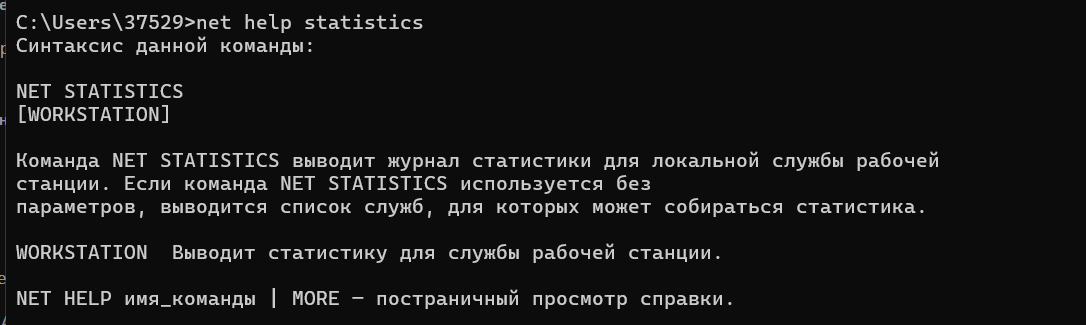 C:\Users\37529>net help statistics
Синтаксис данной команды:
NET STATISTICS
[WORKSTATION]
Команда NET STATISTICS выводит журнал статистики для локальной службы рабочей
станции. Если команда NET STATISTICS используется без
параметров, выводится список служб, для которых может собираться статистика.
WORKSTATION  Выводит статистику для службы рабочей станции.
NET HELP имя_команды | MORE — постраничный просмотр справки.